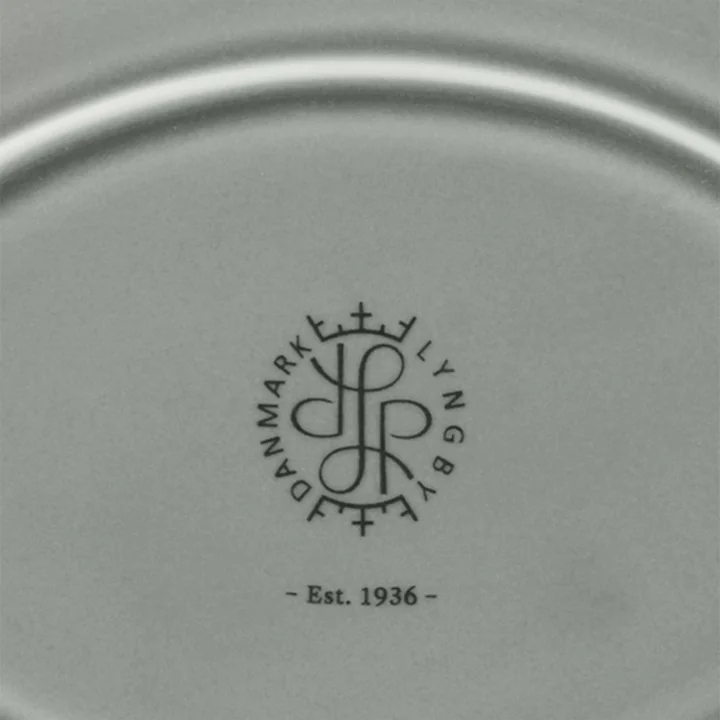 DANMARK
LYNGBY
- Est. 1936 -